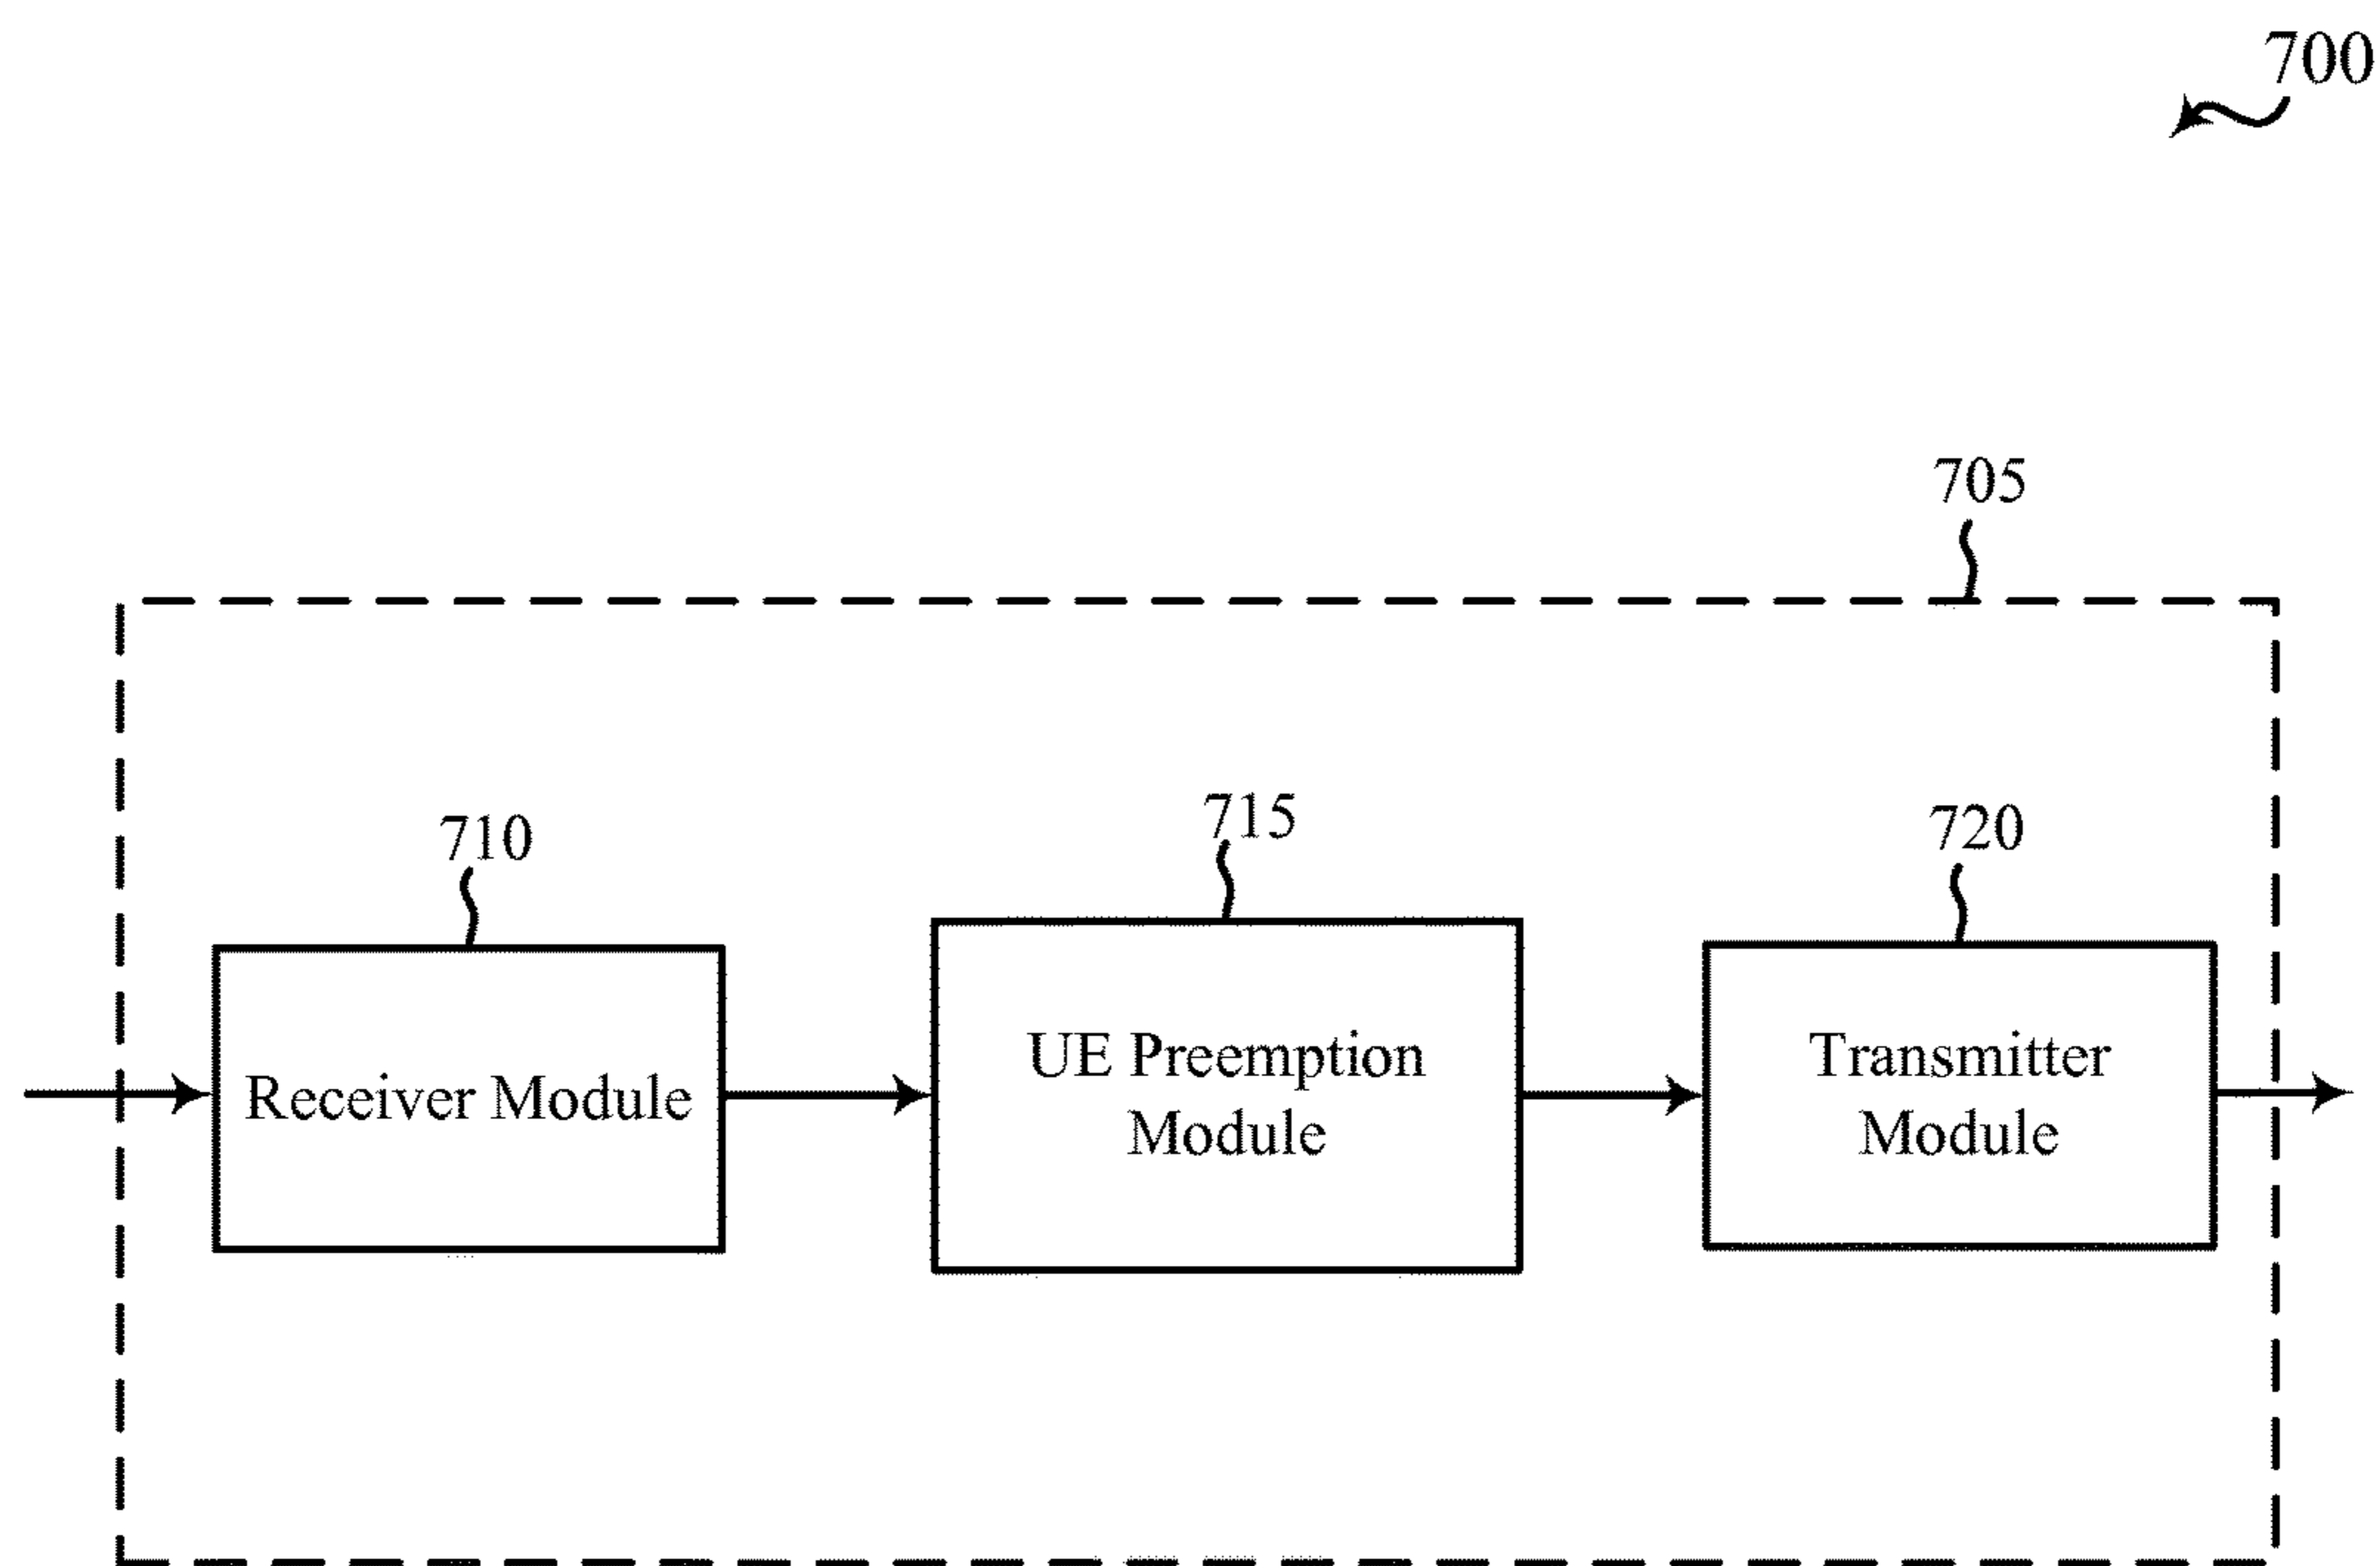 700
705
710
715
720
Receiver Module
UE Preemption
Module
Transmitter
Module